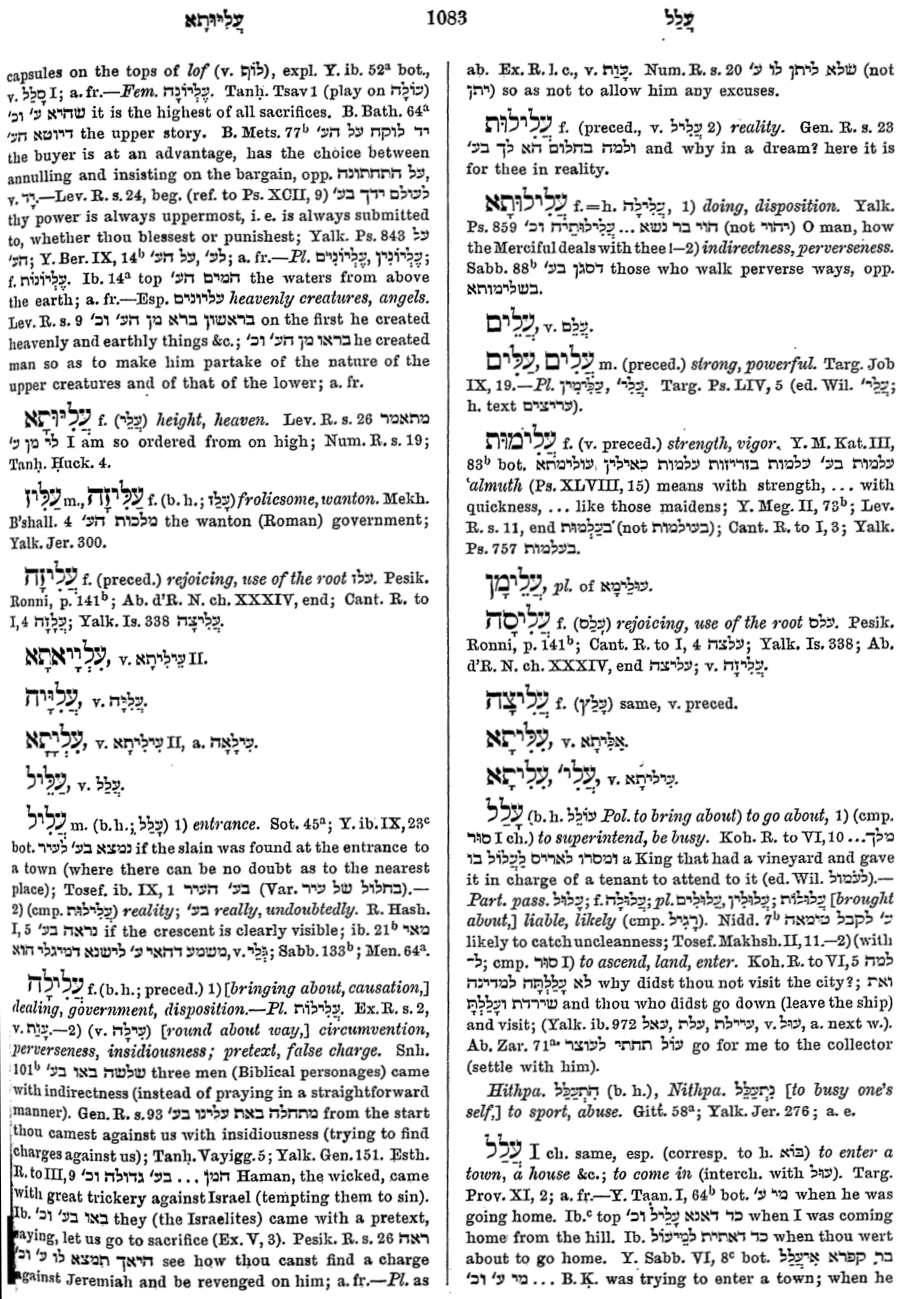 עֲלִיּוּתָא 1083 עֲלַל
capsules on the tops of lof (v. לוּף), expl. Y. ib. 52ᵃ bot.,
v. סָלַל I; a. fr.—Fem. עֶלְיוֹנָה. Tanḥ. Tsav 1 (play on עוֹלָה)
שהיא ע' וכ' it is the highest of all sacrifices. B. Bath. 64ᵃ
דיוטא הע' the upper story. B. Mets. 77ᵇ יד לוקח על הע'
the buyer is at an advantage, has the choice between
annulling and insisting on the bargain, opp. על התחתונה,
v. יָד.—Lev. R. s. 24, beg. (ref. to Ps. XCII, 9) לעולם ידך בע'
thy power is always uppermost, i. e. is always submitted
to, whether thou blessest or punishest; Yalk. Ps. 843 על
הע'; Y. Ber. IX, 14ᵇ לע', על הע'; a. fr.—Pl. עֶלְיוֹנִין, עֶלְיוֹנִים;
f. עֶלְיוֹנוֹת. Ib. 14ᵃ top המים הע' the waters from above
the earth; a. fr.—Esp. עליונים heavenly creatures, angels.
Lev. R. s. 9 בראשון ברא מן הע' וכ' on the first he created
heavenly and earthly things &c.; בראו מן הע' וכ' he created
man so as to make him partake of the nature of the
upper creatures and of that of the lower; a. fr.
עֲלִיּוּתָא f. (עֲלֵי) height, heaven. Lev. R. s. 26 מתאמר
לי מן ע' I am so ordered from on high; Num. R. s. 19;
Tanḥ. Ḥuck. 4.
עַלִּיז m., עַלִּיזָה f. (b. h.; עָלַז) frolicsome, wanton. Mekh.
B'shall. 4 מלכות הע' the wanton (Roman) government;
Yalk. Jer. 300.
עֲלִיזָה f. (preced.) rejoicing, use of the root עלז. Pesik.
Ronni, p. 141ᵇ; Ab. d'R. N. ch. XXXIV, end; Cant. R. to
I, 4 עֲלָזָה; Yalk. Is. 338 עֲלִיצָה.
עִלְיָיאתָא, v. עִילִּיתָא II.
עֲלִיָּיה, v. עֲלִיָּה.
עִלְיָתָא, v. עִילִּיתָא II, a. עִילָאָה.
עַלִּיל, v. עֲלַל.
עָלִיל m. (b. h.; עָלַל) 1) entrance. Sot. 45ᵃ; Y. ib. IX, 23ᶜ
bot. נמצא בע' לעיר if the slain was found at the entrance to
a town (where there can be no doubt as to the nearest
place); Tosef. ib. IX, 1 בע' העיר (Var. בחלול של עיר).—
2) (cmp. עֲלִילוּת) reality; בע' really, undoubtedly. R. Hash.
I, 5 נראה בע' if the crescent is clearly visible; ib. 21ᵇ מאי
משמע דהאי ע' לישנא דמיגלי הוא, v. גְּלֵי; Sabb. 133ᵇ; Men. 64ᵃ.
עֲלִילָה f. (b. h.; preced.) 1) [bringing about, causation,]
dealing, government, disposition.—Pl. עֲלִילוֹת. Ex. R. s. 2,
v. עָוַת.—2) (v. עִילָּה) [round about way,] circumvention,
perverseness, insidiousness; pretext, false charge. Snh.
101ᵇ שלשה באו בע' three men (Biblical personages) came
with indirectness (instead of praying in a straightforward
manner). Gen. R. s. 93 מתחלה באת עלינו בע' from the start
thou camest against us with insidiousness (trying to find
charges against us); Tanḥ. Vayigg. 5; Yalk. Gen. 151. Esth.
R. to III, 9 המן ... בע' גדולה וכ' Haman, the wicked, came
with great trickery against Israel (tempting them to sin).
Ib. באו בע' וכ' they (the Israelites) came with a pretext,
saying, let us go to sacrifice (Ex. V, 3). Pesik. R. s. 26 ראה
היאך תמצא לו ע' וכ' see how thou canst find a charge
against Jeremiah and be revenged on him; a. fr.—Pl. as
ab. Ex. R. l. c., v. עָוַת. Num. R. s. 20 שלא ליתן לו ע' (not
יתן) so as not to allow him any excuses.
עֲלִילוּת f. (preced., v. עָלִיל 2) reality. Gen. R. s. 23
ולמה בחלום הא לך בע' and why in a dream? here it is
for thee in reality.
עֲלִילוּתָא f.=h. עֲלִילָה, 1) doing, disposition. Yalk.
Ps. 859 הוי בר נשא ... עֲלִילוּתֵיהּ וכ' (not יהוי) O man, how
the Merciful deals with thee!—2) indirectness, perverseness.
Sabb. 88ᵇ דסגן בע' those who walk perverse ways, opp.
בשלימותא.
עֲלֵים, v. עֲלַם.
עֲלִים, עַלִּים m. (preced.) strong, powerful. Targ. Job
IX, 19.—Pl. עַלִּימִין, עֲלִי'. Targ. Ps. LIV, 5 (ed. Wil. עֲלֵי';
h. text עריצים).
עֲלִימוּת f. (v. preced.) strength, vigor. Y. M. Kat. III,
83ᵇ bot. עלמות בע' עלמות בזריזות עלמות כאילין עולימתא
'almuth (Ps. XLVIII, 15) means with strength, ... with
quickness, ... like those maidens; Y. Meg. II, 73ᵇ; Lev.
R. s. 11, end בְּעַלְמוּת (not בעולמות); Cant. R. to I, 3; Yalk.
Ps. 757 בעלמות.
עֲלֵימָן, pl. of עוּלֵימָא.
עֲלִיסָה f. (עָלַס) rejoicing, use of the root עלס. Pesik.
Ronni, p. 141ᵇ; Cant. R. to I, 4 עלצה; Yalk. Is. 338; Ab.
d'R. N. ch. XXXIV, end עליצה; v. עֲלִיזָה.
עֲלִיצָה f. (עָלַץ) same, v. preced.
עֲלִיתָא, v. אַלִּיתָא.
עִלִּיתָא, עֲלִי', v. עִילִּיתָא.
עָלַל (b. h. עוֹלֵל Pol. to bring about) to go about, 1) (cmp.
סוּר I ch.) to superintend, be busy. Koh. R. to VI, 10 מלך...
ומסרו לאריס לַעֲלוֹל בו a King that had a vineyard and gave
it in charge of a tenant to attend to it (ed. Wil. לעמול).—
Part. pass. עָלוּל; f. עֲלוּלָה; pl. עֲלוּלִים, עֲלוּלִין; עֲלוּלוֹת [brought
about,] liable, likely (cmp. רָגִיל). Nidd. 7ᵇ ע' לקבל טומאה
likely to catch uncleanness; Tosef. Makhsh. II, 11.—2) (with
ל־; cmp. סוּר I) to ascend, land, enter. Koh. R. to VI, 5 למה
לא עָלַלְתָּה למדינה why didst thou not visit the city?; ואת
שירדת וְעָלַלְתָּ and thou who didst go down (leave the ship)
and visit; (Yalk. ib. 972 עיילת, עלת, עאל, v. עוּל, a. next w.).
Ab. Zar. 71ᵃ עול תחתי לעוצר go for me to the collector
(settle with him).
Hithpa. הִתְעַלֵּל (b. h.), Nithpa. נִתְעַלֵּל [to busy one's
self,] to sport, abuse. Gitt. 58ᵃ; Yalk. Jer. 276; a. e.
עֲלַל I ch. same, esp. (corresp. to h. בּוֹא) to enter a
town, a house &c.; to come in (interch. with עוּל). Targ.
Prov. XI, 2; a. fr.—Y. Taan. I, 64ᵇ bot. מי ע' when he was
going home. Ib.ᶜ top כד דאנא עָלִיל וכ' when I was coming
home from the hill. Ib. כד דאתית למֵיעוֹל when thou wert
about to go home. Y. Sabb. VI, 8ᶜ bot. בר קפרא אִיעֲלַל
מי ע' וכ' ... B. Ḳ. was trying to enter a town; when he